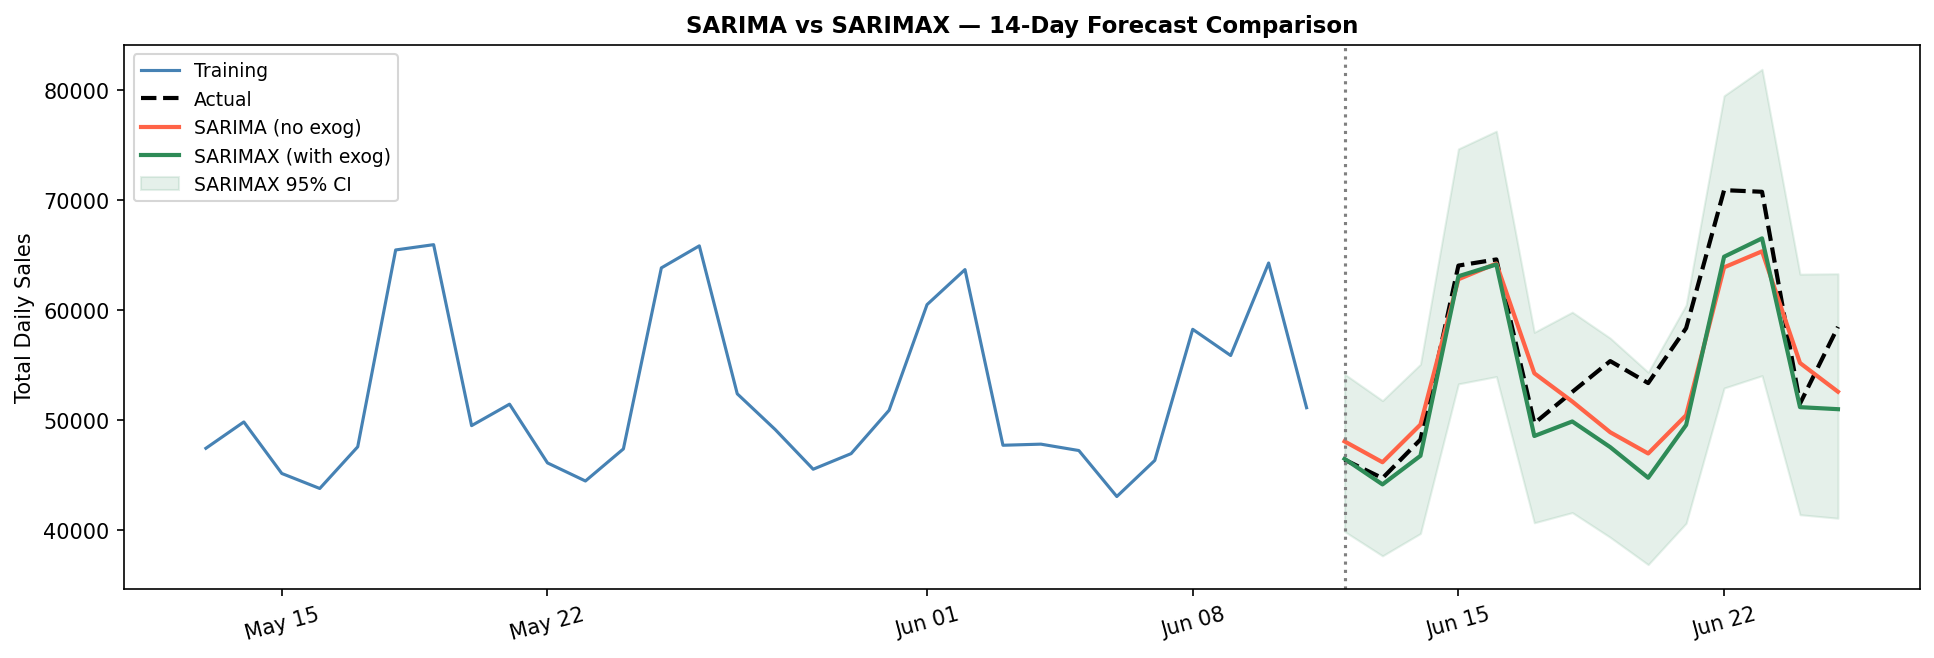 SARIMA vs SARIMAX — 14-Day Forecast Comparison
Training
Actual
SARIMA (no exog)
SARIMAX (with exog)
SARIMAX 95% CI
Total Daily Sales
80000
70000
60000
50000
40000
May 15
May 22
Jun 01
Jun 08
Jun 15
Jun 22